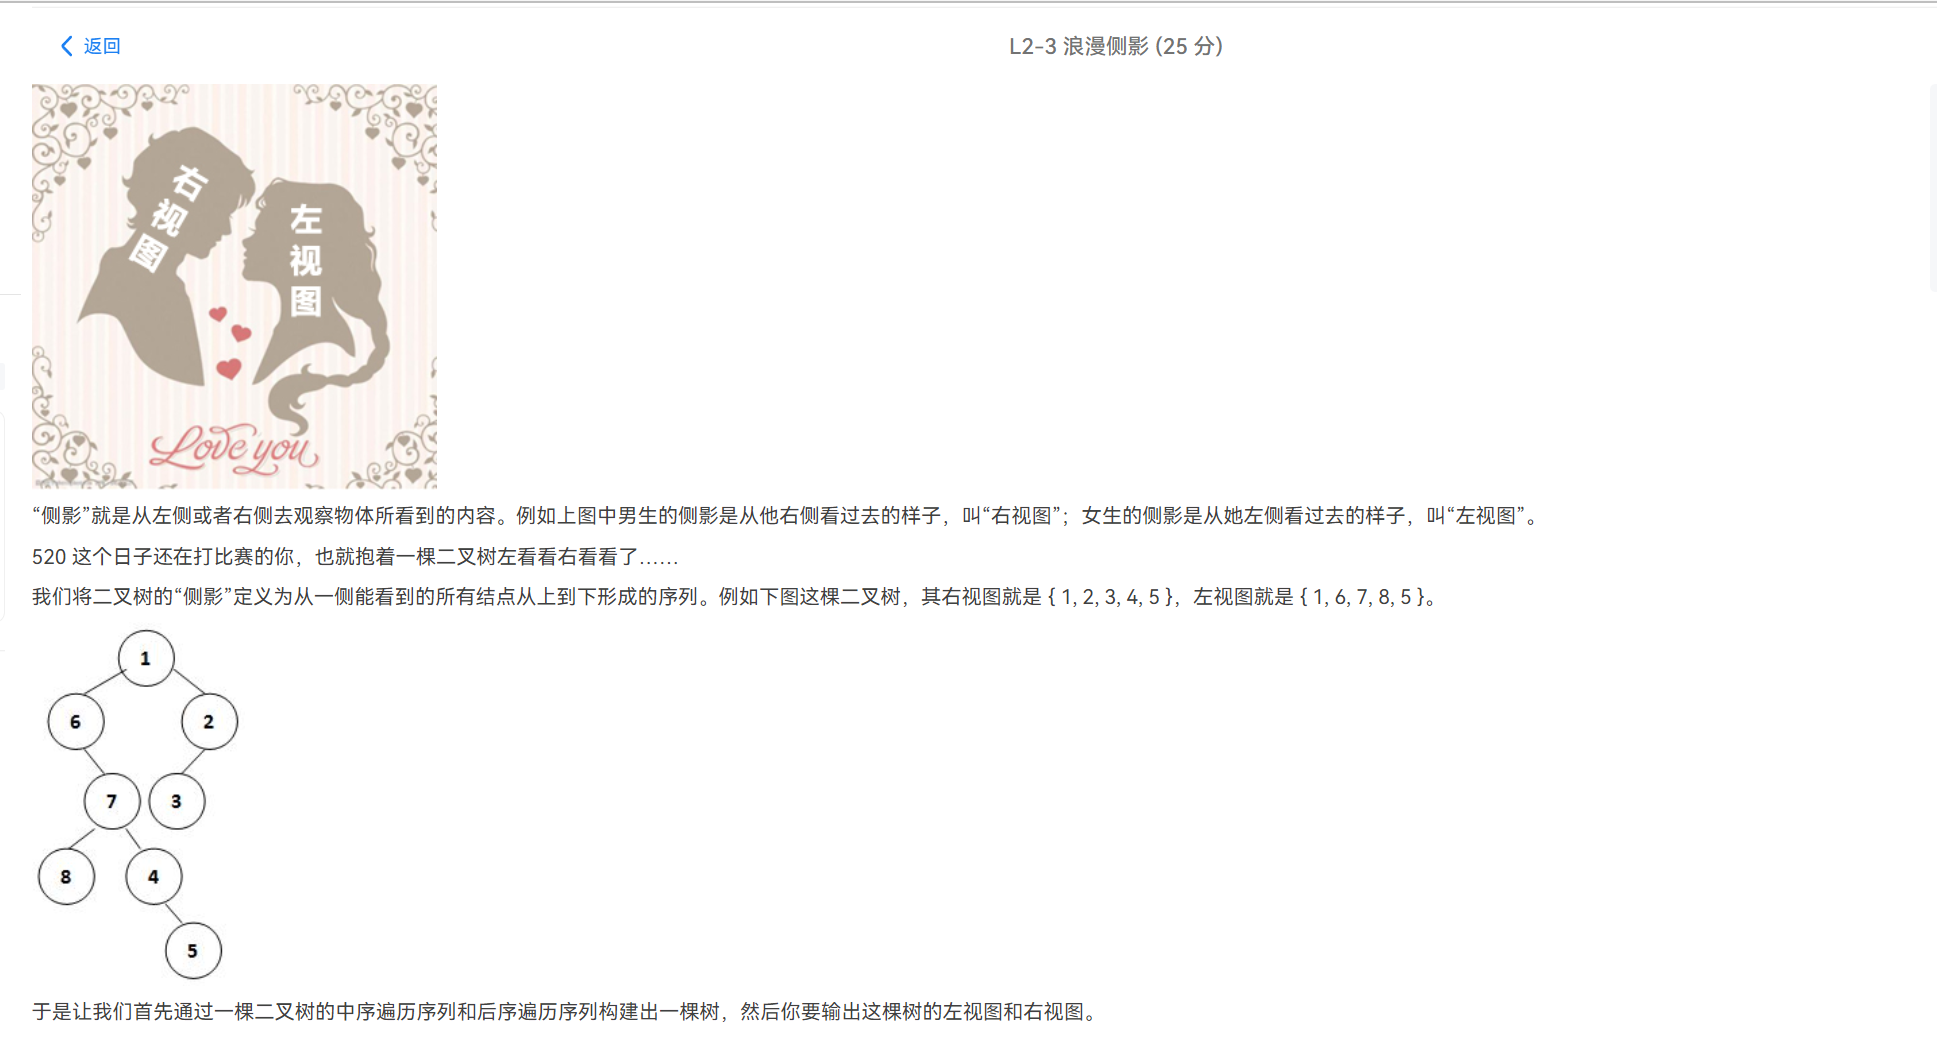 返回
L2-3 浪漫侧影 (25 分)
右视图
左视图
Love you
“侧影”就是从左侧或者右侧去观察物体所看到的内容。例如上图中男生的侧影是从他右侧看过去的样子，叫“右视图”；女生的侧影是从她左侧看过去的样子，叫“左视图”。
520 这个日子还在打比赛的你，也就抱着一棵二叉树左看看右看看了……
我们将二叉树的“侧影”定义为从一侧能看到的所有结点从上到下形成的序列。例如下图这棵二叉树，其右视图就是 { 1, 2, 3, 4, 5 }，左视图就是 { 1, 6, 7, 8, 5 }。
1
6 2
7 3
8 4
5
于是让我们首先通过一棵二叉树的中序遍历序列和后序遍历序列构建出一棵树，然后你要输出这棵树的左视图和右视图。